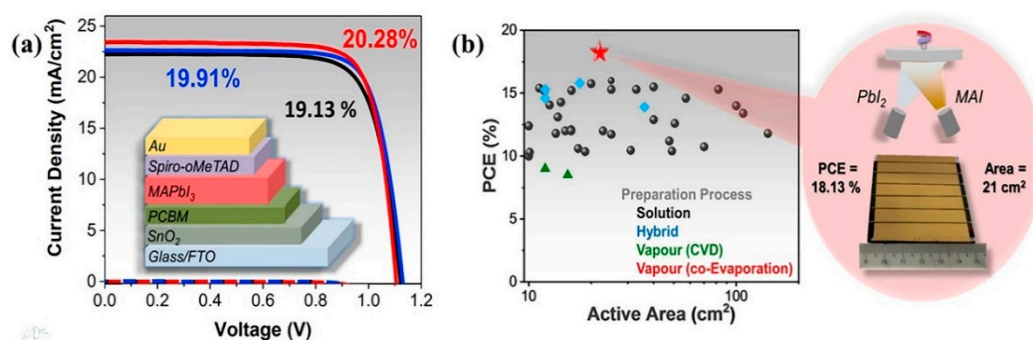 (a)
Current Density (mA/cm²)
25
20
15
10
5
0
20.28%
19.91%
19.13 %
Au
Spiro-oMeTAD
MAPbI₃
PCBM
SnO₂
Glass/FTO
0.0 0.2 0.4 0.6 0.8 1.0 1.2
Voltage (V)
(b)
PCE (%)
20
15
10
5
0
Preparation Process
Solution
Hybrid
Vapour (CVD)
Vapour (co-Evaporation)
10 100
Active Area (cm²)
PbI₂ MAI
PCE = Area =
18.13 % 21 cm²